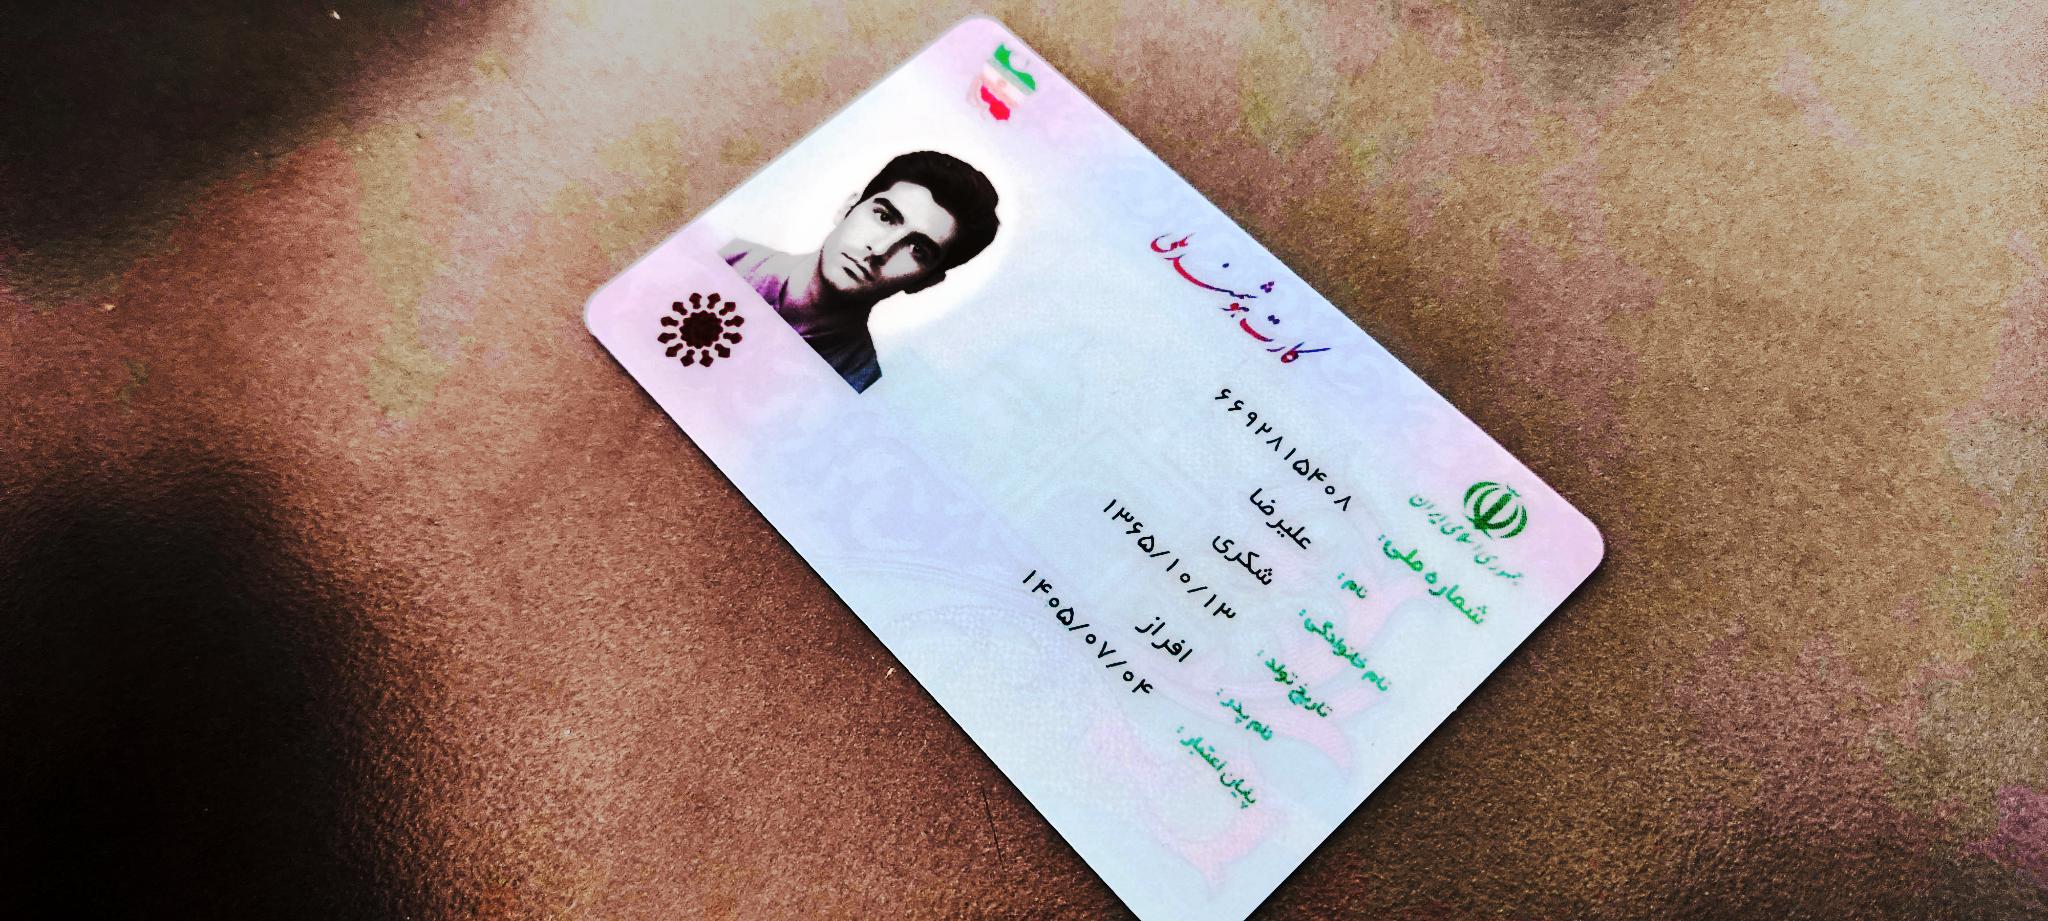 کارت هوشمند ملی
جمهوری اسلامی ایران
شماره ملی: ۶۶۹۲۸۱۵۴۰۸
نام: علیرضا
نام خانوادگی: شکری
تاریخ تولد: ۱۳۶۵/۱۰/۱۳
نام پدر: افراز
پایان اعتبار: ۱۴۰۵/۰۷/۰۴